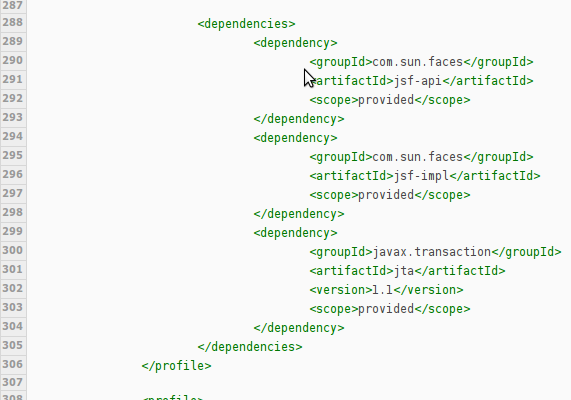 287
288 <dependencies>
289 <dependency>
290 <groupId>com.sun.faces</groupId>
291 <artifactId>jsf-api</artifactId>
292 <scope>provided</scope>
293 </dependency>
294 <dependency>
295 <groupId>com.sun.faces</groupId>
296 <artifactId>jsf-impl</artifactId>
297 <scope>provided</scope>
298 </dependency>
299 <dependency>
300 <groupId>javax.transaction</groupId>
301 <artifactId>jta</artifactId>
302 <version>1.1</version>
303 <scope>provided</scope>
304 </dependency>
305 </dependencies>
306 </profile>
307
308 <profile>